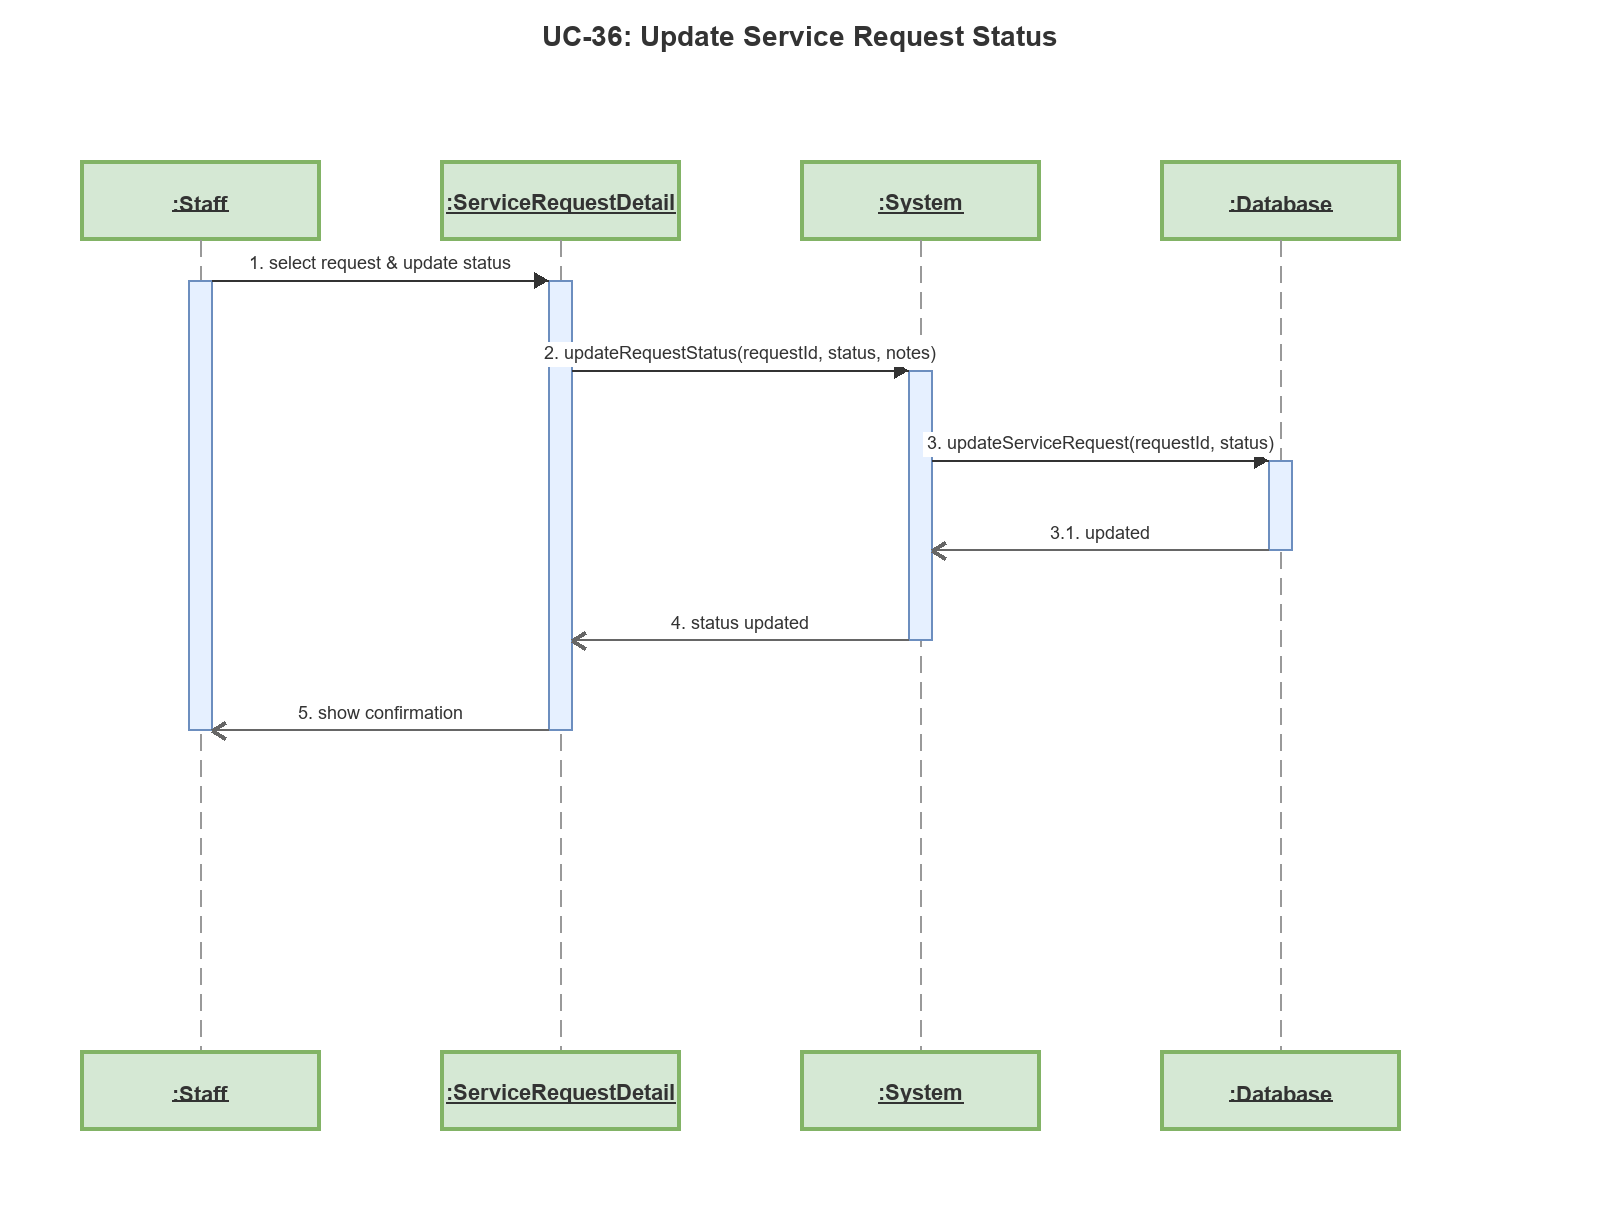 UC-36: Update Service Request Status
:Staff
:ServiceRequestDetail
:System
:Database
1. select request & update status
2. updateRequestStatus(requestId, status, notes)
3. updateServiceRequest(requestId, status)
3.1. updated
4. status updated
5. show confirmation
:Staff
:ServiceRequestDetail
:System
:Database